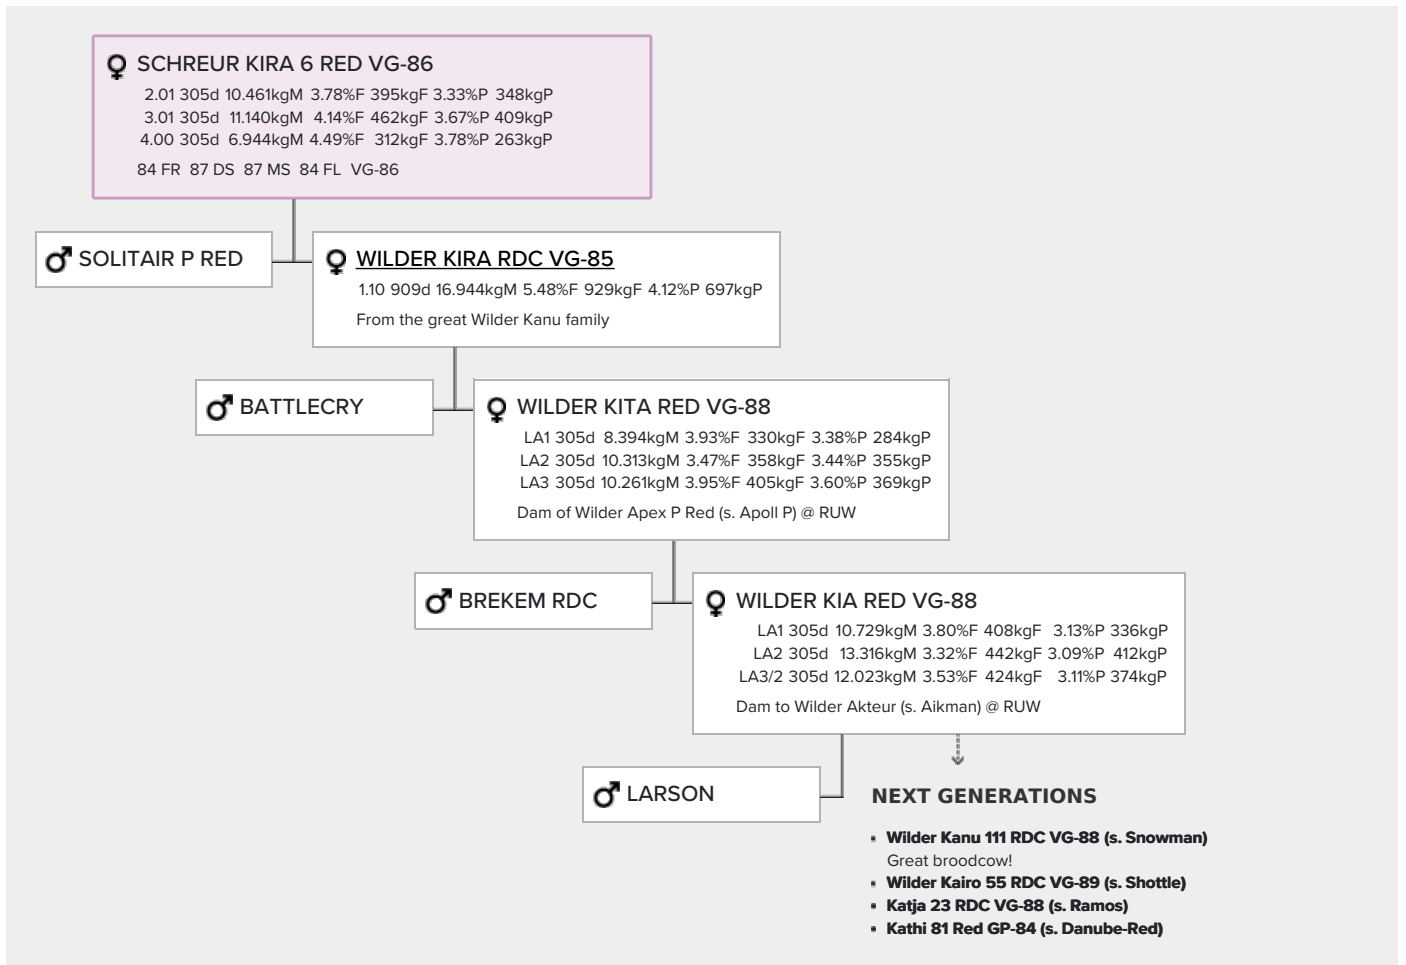 SCHREUR KIRA 6 RED VG-86
2.01 305d 10.461kgM 3.78%F 395kgF 3.33%P 348kgP
3.01 305d 11.140kgM 4.14%F 462kgF 3.67%P 409kgP
4.00 305d 6.944kgM 4.49%F 312kgF 3.78%P 263kgP
84 FR 87 DS 87 MS 84 FL VG-86
SOLITAIR P RED
WILDER KIRA RDC VG-85
1.10 909d 16.944kgM 5.48%F 929kgF 4.12%P 697kgP
From the great Wilder Kanu family
BATTLECRY
WILDER KITA RED VG-88
LA1 305d 8.394kgM 3.93%F 330kgF 3.38%P 284kgP
LA2 305d 10.313kgM 3.47%F 358kgF 3.44%P 355kgP
LA3 305d 10.261kgM 3.95%F 405kgF 3.60%P 369kgP
Dam of Wilder Apex P Red (s. Apoll P) @ RUW
BREKEM RDC
WILDER KIA RED VG-88
LA1 305d 10.729kgM 3.80%F 408kgF 3.13%P 336kgP
LA2 305d 13.316kgM 3.32%F 442kgF 3.09%P 412kgP
LA3/2 305d 12.023kgM 3.53%F 424kgF 3.11%P 374kgP
Dam to Wilder Akteur (s. Aikman) @ RUW
LARSON
NEXT GENERATIONS
▪ Wilder Kanu 111 RDC VG-88 (s. Snowman)
Great broodcow!
▪ Wilder Kairo 55 RDC VG-89 (s. Shottle)
▪ Katja 23 RDC VG-88 (s. Ramos)
▪ Kathi 81 Red GP-84 (s. Danube-Red)